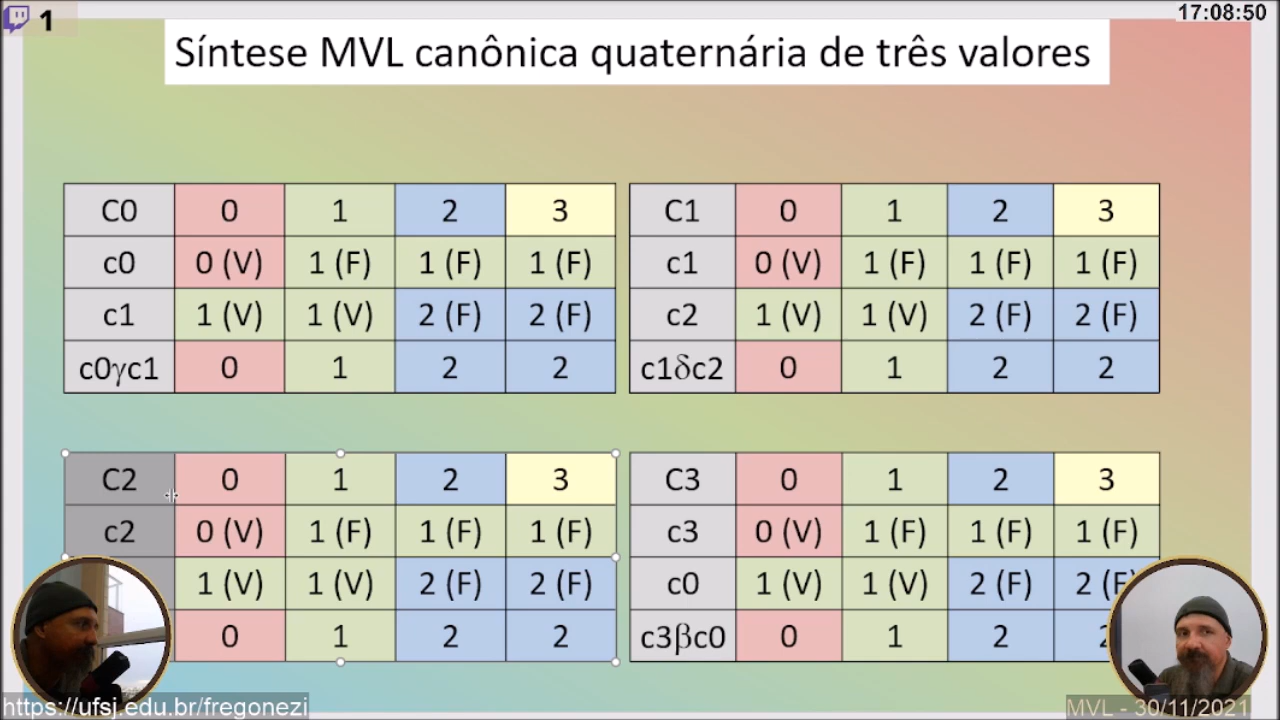 1
17:08:50
Síntese MVL canônica quaternária de três valores
C0 0 1 2 3
c0 0 (V) 1 (F) 1 (F) 1 (F)
c1 1 (V) 1 (V) 2 (F) 2 (F)
c0γc1 0 1 2 2
C1 0 1 2 3
c1 0 (V) 1 (F) 1 (F) 1 (F)
c2 1 (V) 1 (V) 2 (F) 2 (F)
c1δc2 0 1 2 2
C2 0 1 2 3
c2 0 (V) 1 (F) 1 (F) 1 (F)
1 (V) 1 (V) 2 (F) 2 (F)
0 1 2 2
C3 0 1 2 3
c3 0 (V) 1 (F) 1 (F) 1 (F)
c0 1 (V) 1 (V) 2 (F) 2 (F)
c3βc0 0 1 2 2
https://ufsj.edu.br/fregonezi
MVL - 30/11/2021